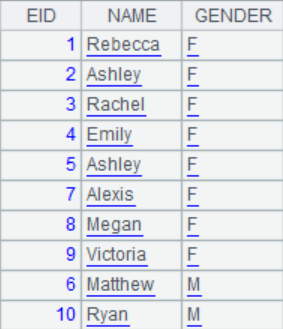 EID NAME GENDER
1 Rebecca F
2 Ashley F
3 Rachel F
4 Emily F
5 Ashley F
7 Alexis F
8 Megan F
9 Victoria F
6 Matthew M
10 Ryan M